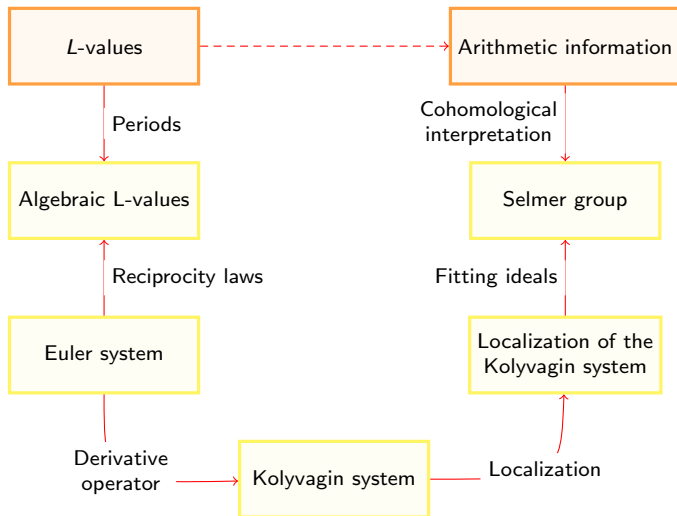 L-values
Arithmetic information
Periods
Cohomological
interpretation
Algebraic L-values
Selmer group
Reciprocity laws
Fitting ideals
Euler system
Localization of the
Kolyvagin system
Derivative
operator
Kolyvagin system
Localization